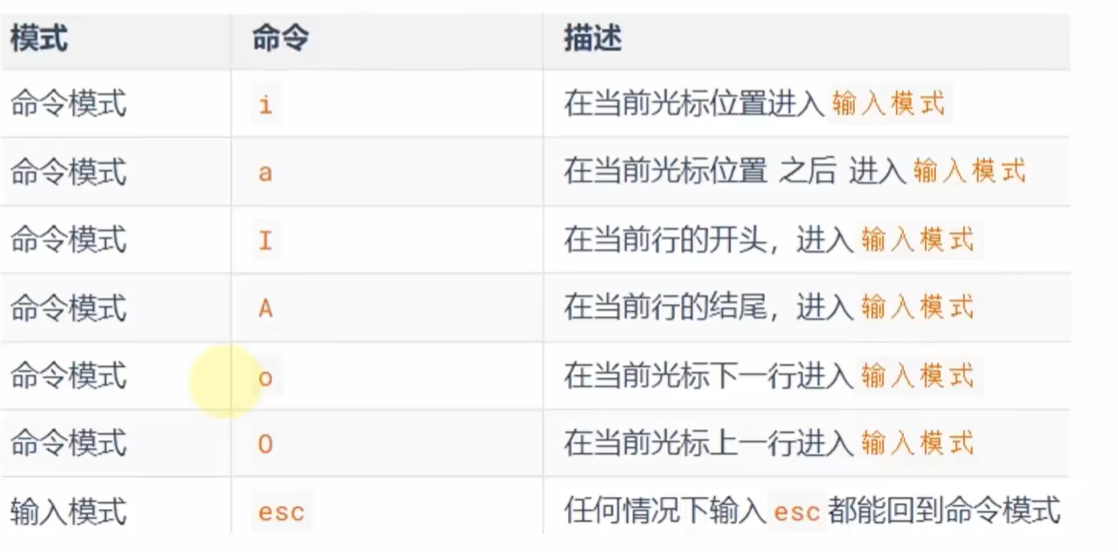 模式 命令 描述
命令模式 i 在当前光标位置进入 输入模式
命令模式 a 在当前光标位置 之后 进入 输入模式
命令模式 I 在当前行的开头，进入 输入模式
命令模式 A 在当前行的结尾，进入 输入模式
命令模式 o 在当前光标下一行进入 输入模式
命令模式 O 在当前光标上一行进入 输入模式
输入模式 esc 任何情况下输入 esc 都能回到命令模式